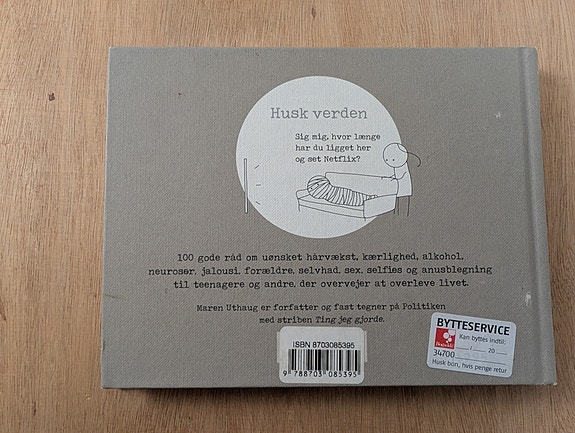 Husk verden
Sig mig, hvor længe
har du ligget her
og set Netflix?
100 gode råd om uønsket hårvækst, kærlighed, alkohol,
neuroser, jalousi, forældre, selvhad, sex, selfies og anusblegning
til teenagere og andre, der overvejer at overleve livet.
Maren Uthaug er forfatter og fast tegner på Politiken
med striben Ting jeg gjorde.
ISBN 8703085395
9 788703 085395
BYTTESERVICE
Kan byttes indtil:
/ 20
34700
Husk bon, hvis penge retur